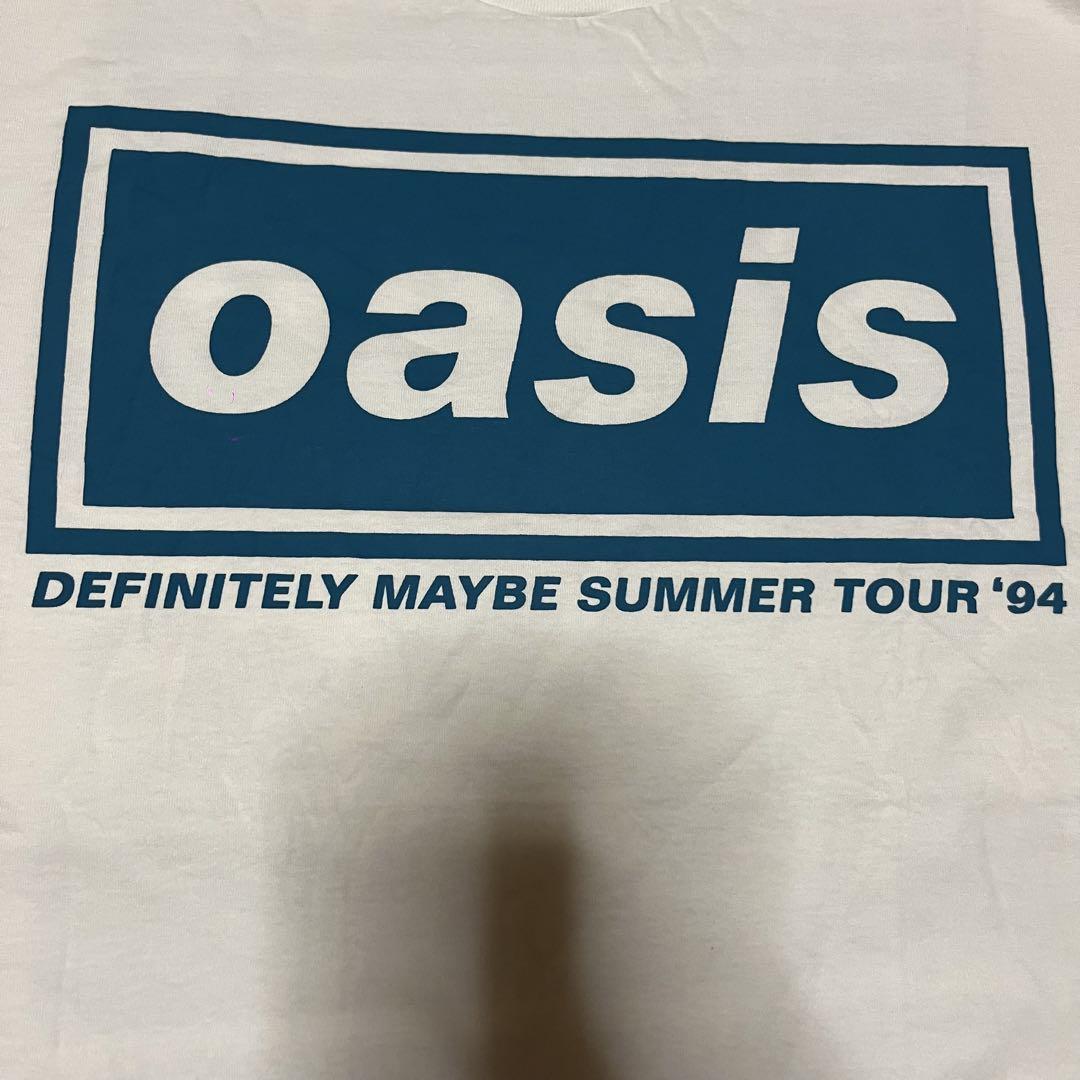 oasis
DEFINITELY MAYBE SUMMER TOUR ‘94